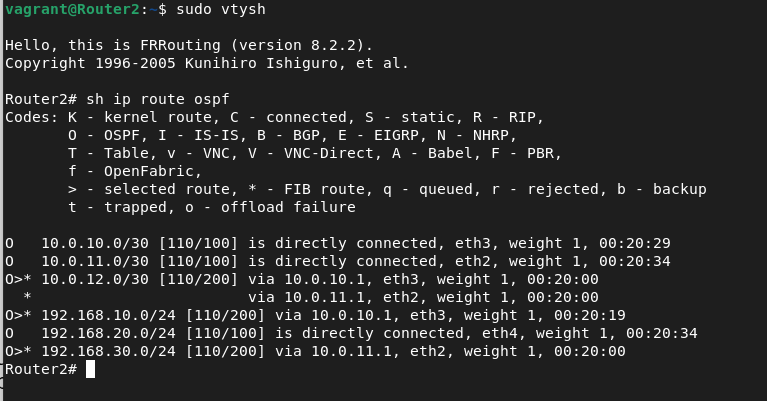 vagrant@Router2:~$ sudo vtysh
Hello, this is FRRouting (version 8.2.2).
Copyright 1996-2005 Kunihiro Ishiguro, et al.
Router2# sh ip route ospf
Codes: K - kernel route, C - connected, S - static, R - RIP,
O - OSPF, I - IS-IS, B - BGP, E - EIGRP, N - NHRP,
T - Table, v - VNC, V - VNC-Direct, A - Babel, F - PBR,
f - OpenFabric,
> - selected route, * - FIB route, q - queued, r - rejected, b - backup
t - trapped, o - offload failure
O   10.0.10.0/30 [110/100] is directly connected, eth3, weight 1, 00:20:29
O   10.0.11.0/30 [110/100] is directly connected, eth2, weight 1, 00:20:34
O>* 10.0.12.0/30 [110/200] via 10.0.10.1, eth3, weight 1, 00:20:00
  *                        via 10.0.11.1, eth2, weight 1, 00:20:00
O>* 192.168.10.0/24 [110/200] via 10.0.10.1, eth3, weight 1, 00:20:19
O   192.168.20.0/24 [110/100] is directly connected, eth4, weight 1, 00:20:34
O>* 192.168.30.0/24 [110/200] via 10.0.11.1, eth2, weight 1, 00:20:00
Router2#